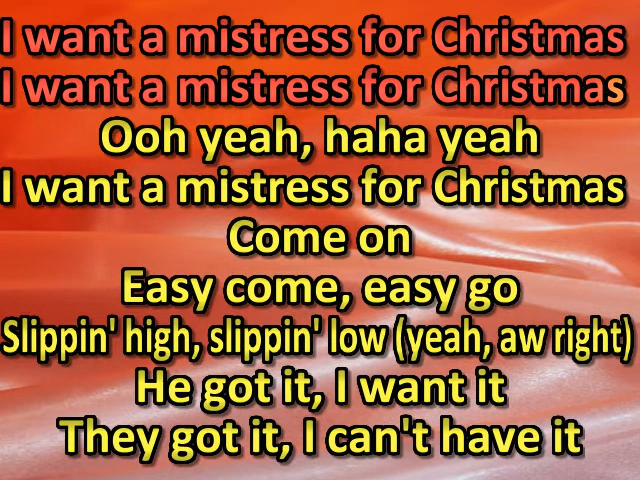 I want a mistress for Christmas
I want a mistress for Christmas
Ooh yeah, haha yeah
I want a mistress for Christmas
Come on
Easy come, easy go
Slippin' high, slippin' low (yeah, aw right)
He got it, I want it
They got it, I can't have it